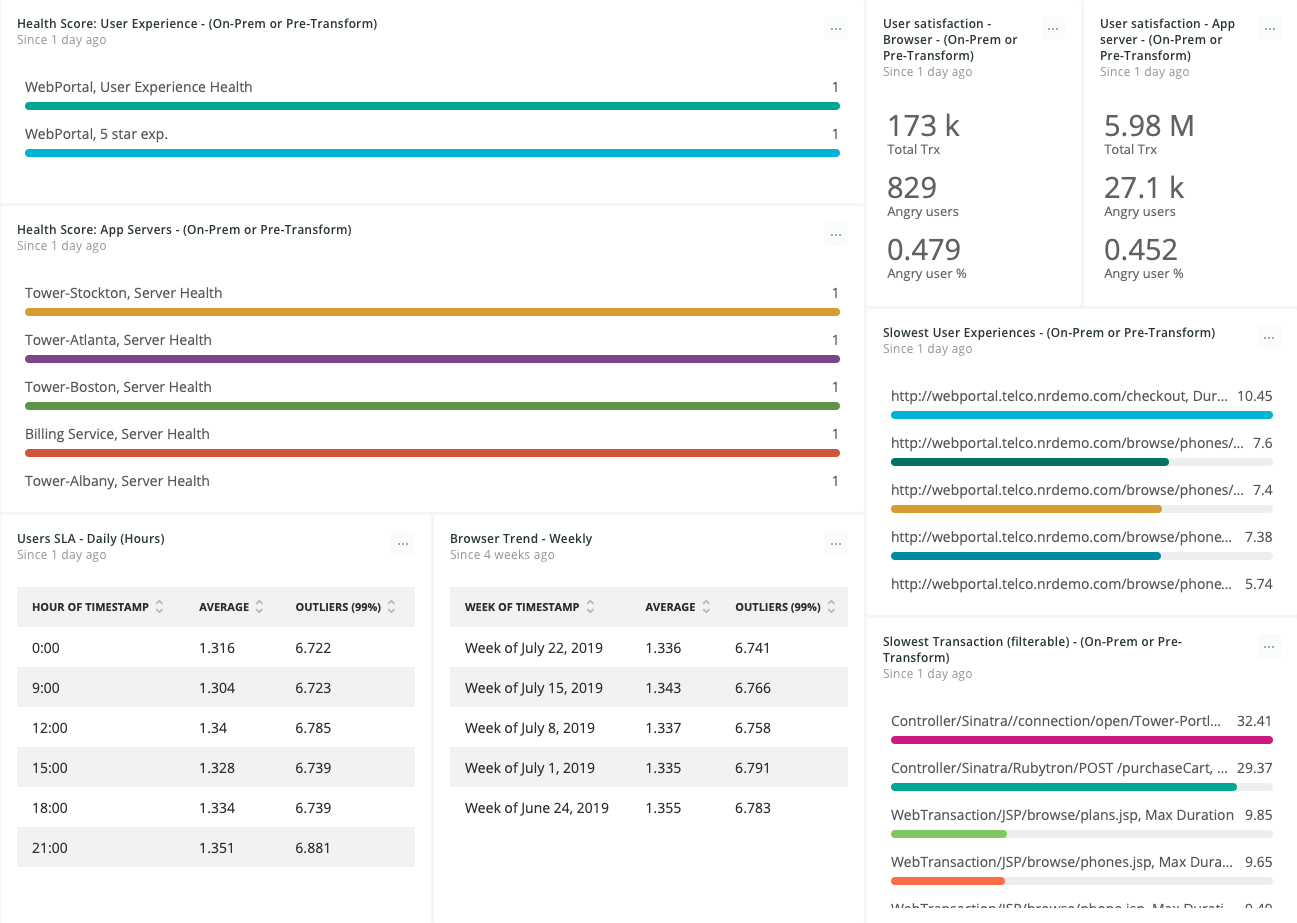 Health Score: User Experience - (On-Prem or Pre-Transform)
Since 1 day ago
...
WebPortal, User Experience Health 1
WebPortal, 5 star exp. 1
Health Score: App Servers - (On-Prem or Pre-Transform)
Since 1 day ago
...
Tower-Stockton, Server Health 1
Tower-Atlanta, Server Health 1
Tower-Boston, Server Health 1
Billing Service, Server Health 1
Tower-Albany, Server Health 1
Users SLA - Daily (Hours)
Since 1 day ago
...
HOUR OF TIMESTAMP AVERAGE OUTLIERS (99%)
0:00 1.316 6.722
9:00 1.304 6.723
12:00 1.34 6.785
15:00 1.328 6.739
18:00 1.334 6.739
21:00 1.351 6.881
Browser Trend - Weekly
Since 4 weeks ago
...
WEEK OF TIMESTAMP AVERAGE OUTLIERS (99%)
Week of July 22, 2019 1.336 6.741
Week of July 15, 2019 1.343 6.766
Week of July 8, 2019 1.337 6.758
Week of July 1, 2019 1.335 6.791
Week of June 24, 2019 1.355 6.783
User satisfaction -
Browser - (On-Prem or
Pre-Transform)
Since 1 day ago
...
173 k
Total Trx
829
Angry users
0.479
Angry user %
User satisfaction - App
server - (On-Prem or
Pre-Transform)
Since 1 day ago
...
5.98 M
Total Trx
27.1 k
Angry users
0.452
Angry user %
Slowest User Experiences - (On-Prem or Pre-Transform)
Since 1 day ago
...
http://webportal.telco.nrdemo.com/checkout, Dur... 10.45
http://webportal.telco.nrdemo.com/browse/phones/... 7.6
http://webportal.telco.nrdemo.com/browse/phones/... 7.4
http://webportal.telco.nrdemo.com/browse/phone... 7.38
http://webportal.telco.nrdemo.com/browse/phone... 5.74
Slowest Transaction (filterable) - (On-Prem or Pre-
Transform)
Since 1 day ago
...
Controller/Sinatra//connection/open/Tower-Portl... 32.41
Controller/Sinatra/Rubytron/POST /purchaseCart, ... 29.37
WebTransaction/JSP/browse/plans.jsp, Max Duration 9.85
WebTransaction/JSP/browse/phones.jsp, Max Dura... 9.65
WebTransaction/JSP/browse/phone.jsp, Max Durati...